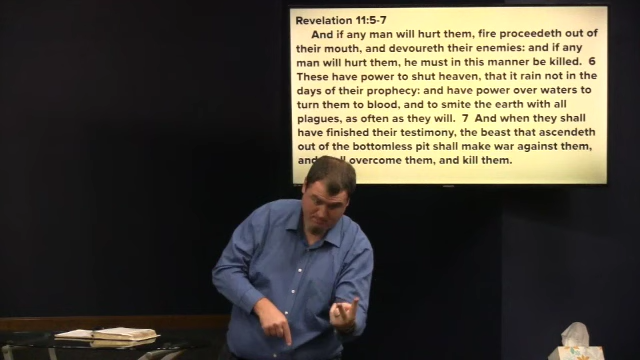 Revelation 11:5-7
And if any man will hurt them, fire proceedeth out of
their mouth, and devoureth their enemies: and if any
man will hurt them, he must in this manner be killed. 6
These have power to shut heaven, that it rain not in the
days of their prophecy: and have power over waters to
turn them to blood, and to smite the earth with all
plagues, as often as they will. 7 And when they shall
have finished their testimony, the beast that ascendeth
out of the bottomless pit shall make war against them,
and overcome them, and kill them.